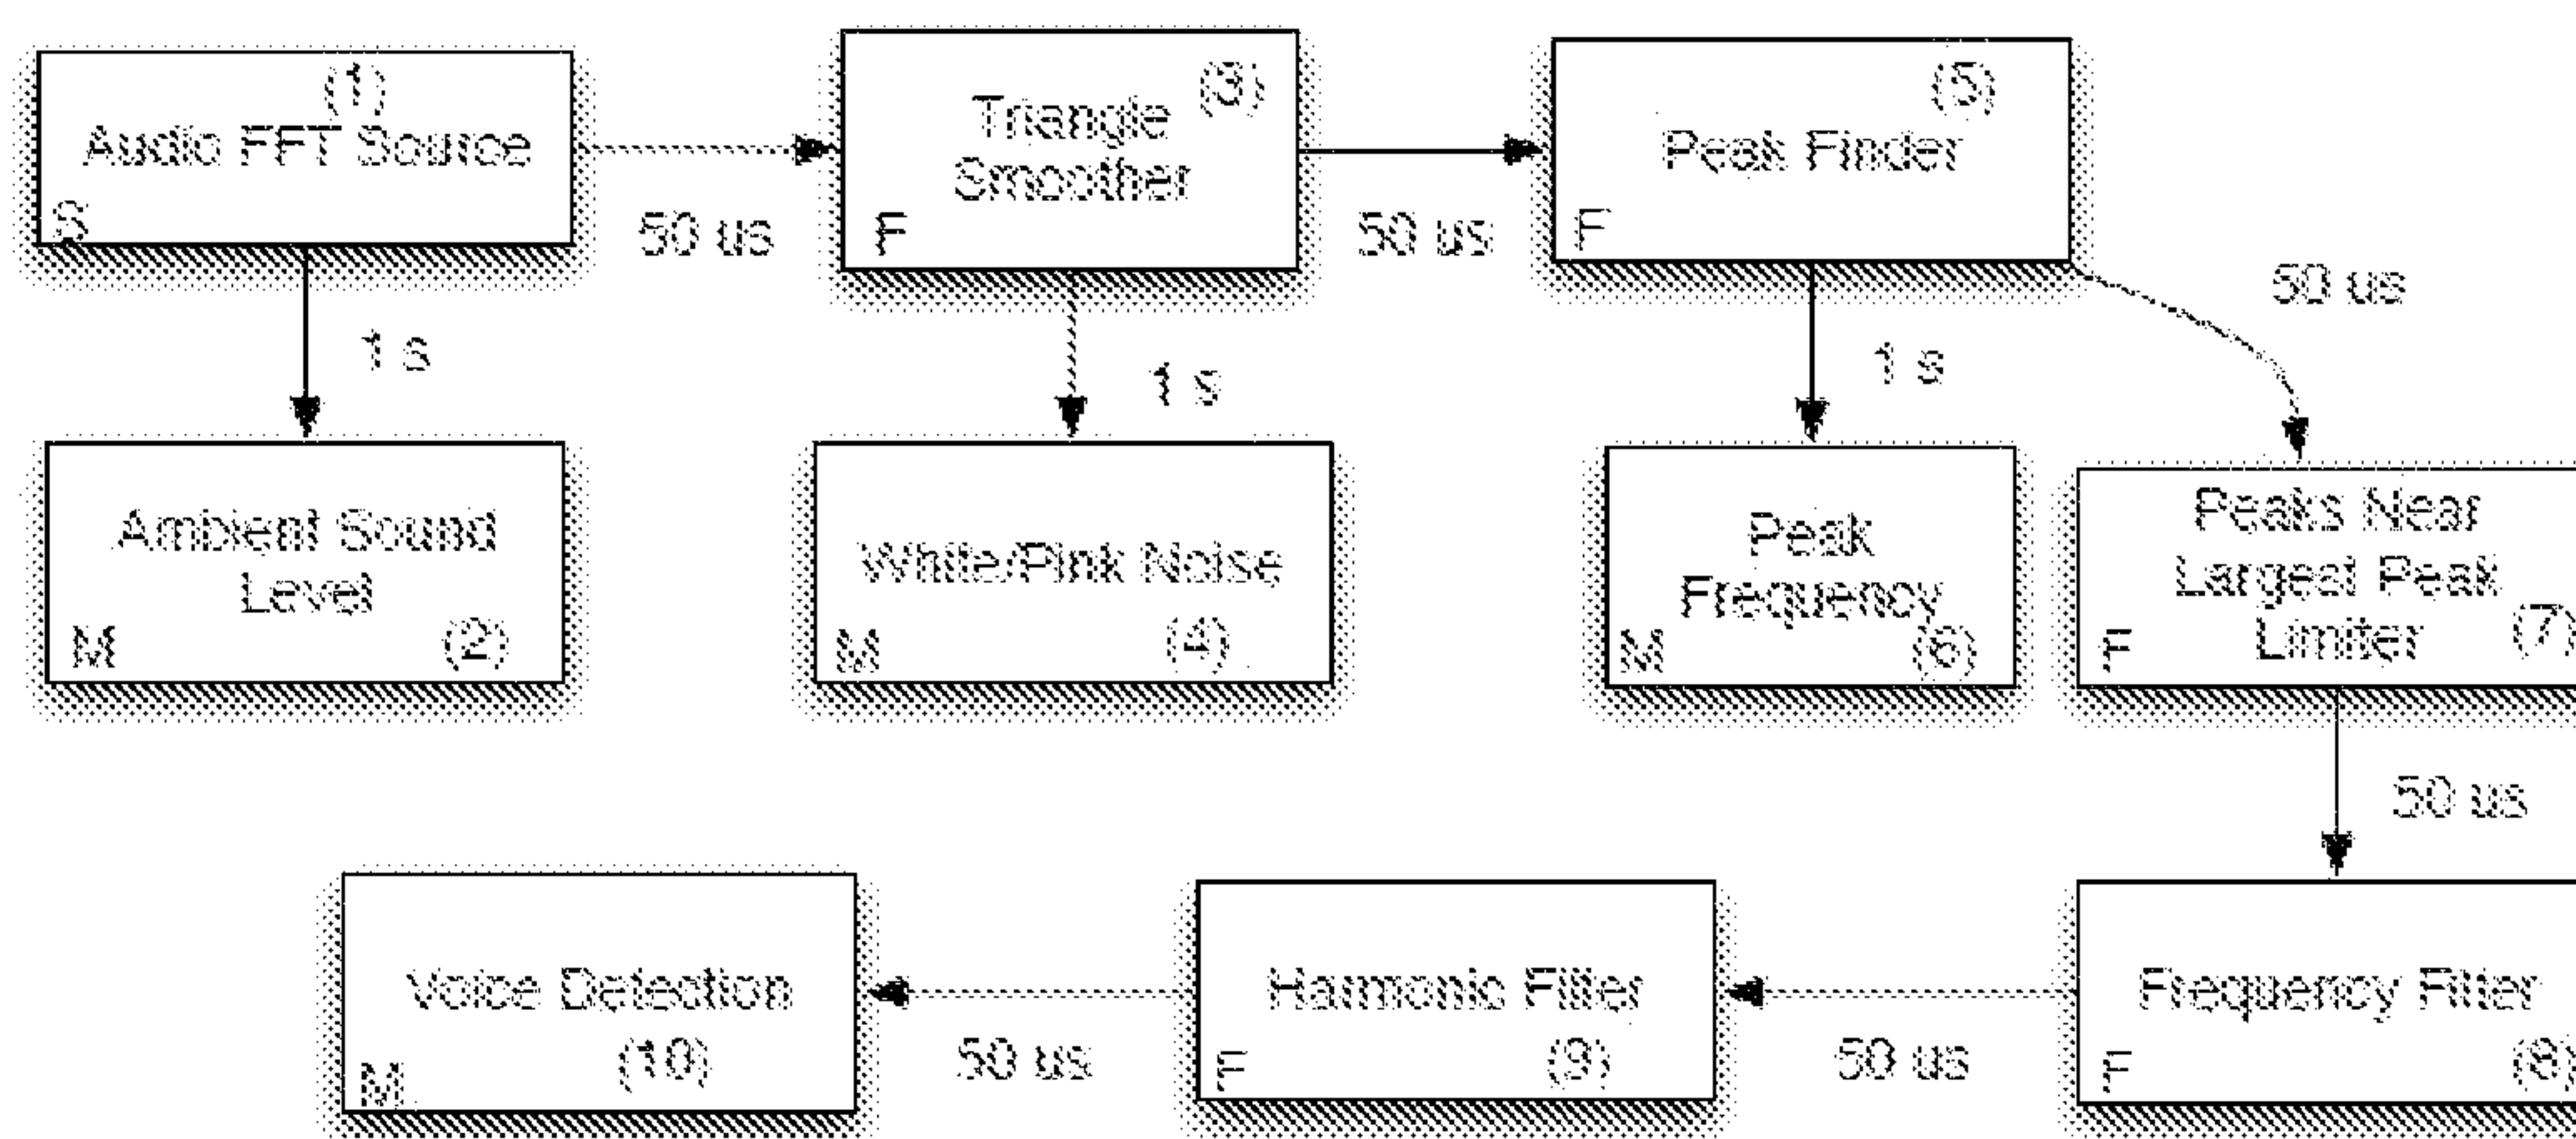 (1)
Audio FFT Source
S
50 us
Triangle
Smoother
(3)
F
50 us
(5)
Peak Finder
F
50 us
1 s
1 s
1 s
Ambient Sound
Level
M
(2)
White/Pink Noise
M
(4)
Peak
Frequency
M
(6)
Peaks Near
Largest Peak
Limiter
F
(7)
50 us
Voice Detection
(10)
M
50 us
Harmonic Filter
F
(9)
50 us
Frequency Filter
F
(8)